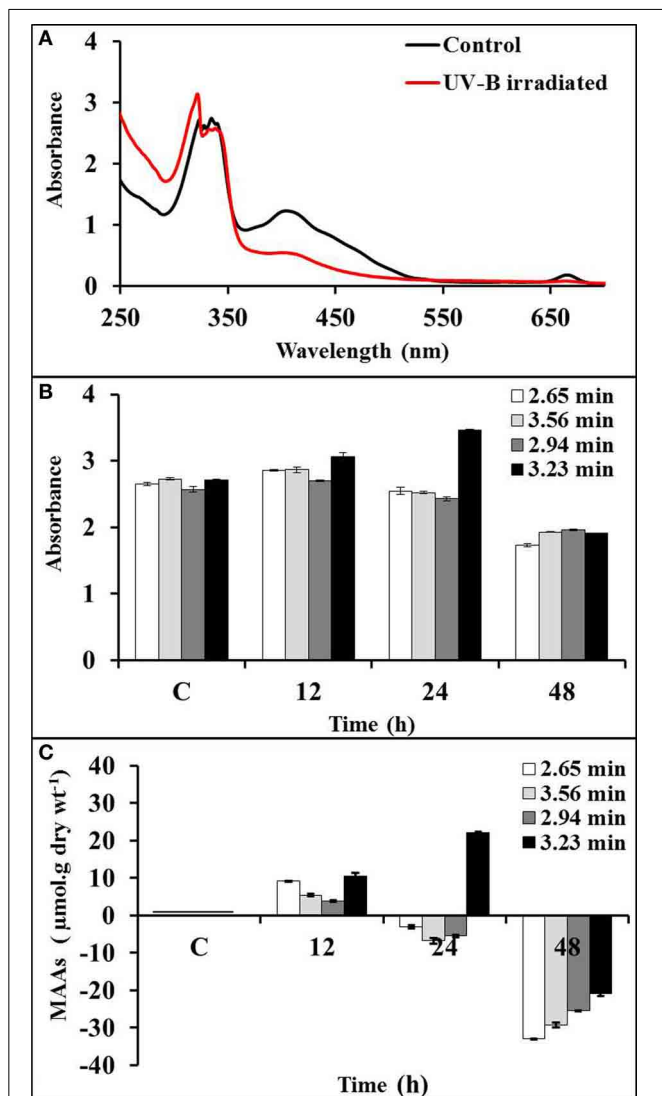 A
4
3
2
1
0
Absorbance
Control
UV-B irradiated
250 350 450 550 650
Wavelength (nm)
B
4
3
2
1
0
Absorbance
2.65 min
3.56 min
2.94 min
3.23 min
C 12 24 48
Time (h)
C
40
30
20
10
0
-10
-20
-30
-40
MAAs ( µmol.g dry wt⁻¹)
2.65 min
3.56 min
2.94 min
3.23 min
C 12 24 48
Time (h)